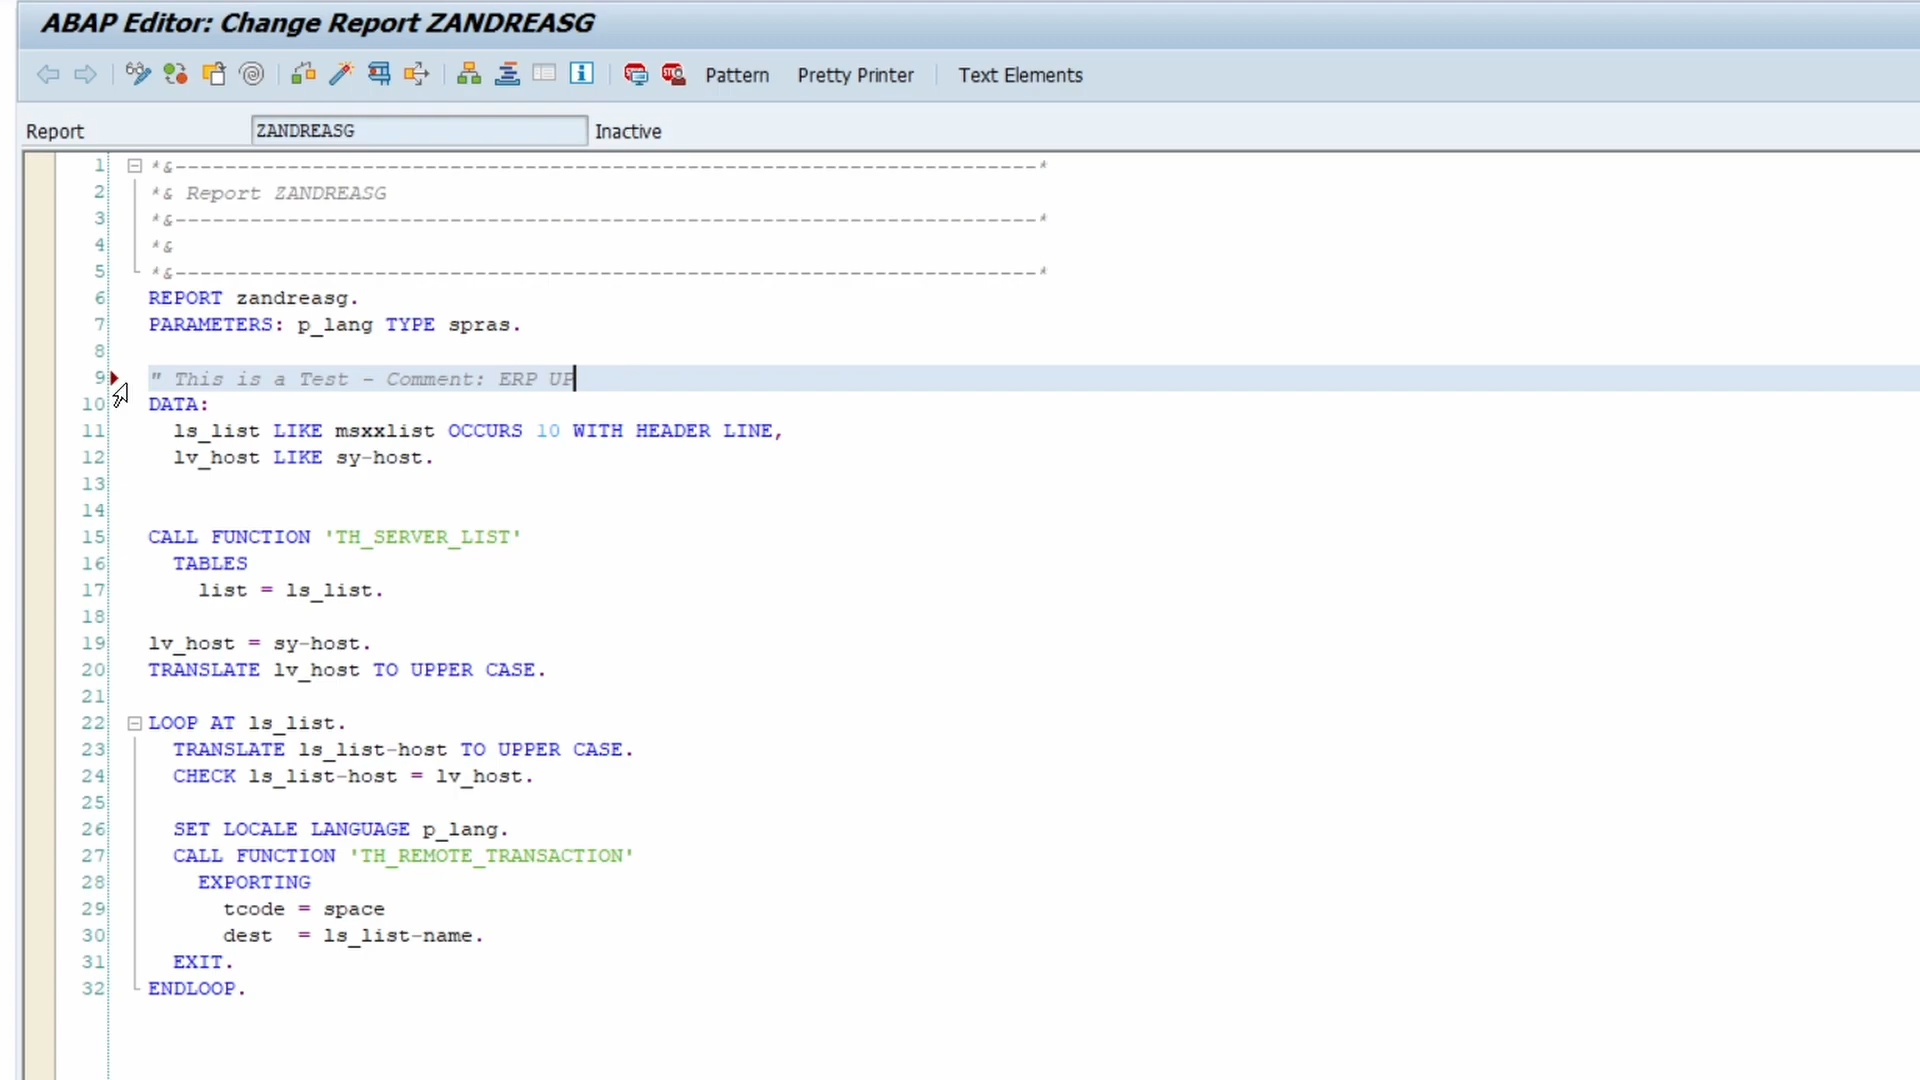 ABAP Editor: Change Report ZANDREASG
Pattern Pretty Printer Text Elements
Report ZANDREASG Inactive
1 *&---------------------------------------------------------------------*
2 *& Report ZANDREASG
3 *&---------------------------------------------------------------------*
4 *&
5 *&---------------------------------------------------------------------*
6 REPORT zandreasg.
7 PARAMETERS: p_lang TYPE spras.
8
9 " This is a Test - Comment: ERP UP
10 DATA:
11 ls_list LIKE msxxlist OCCURS 10 WITH HEADER LINE,
12 lv_host LIKE sy-host.
13
14
15 CALL FUNCTION 'TH_SERVER_LIST'
16 TABLES
17 list = ls_list.
18
19 lv_host = sy-host.
20 TRANSLATE lv_host TO UPPER CASE.
21
22 LOOP AT ls_list.
23 TRANSLATE ls_list-host TO UPPER CASE.
24 CHECK ls_list-host = lv_host.
25
26 SET LOCALE LANGUAGE p_lang.
27 CALL FUNCTION 'TH_REMOTE_TRANSACTION'
28 EXPORTING
29 tcode = space
30 dest = ls_list-name.
31 EXIT.
32 ENDLOOP.